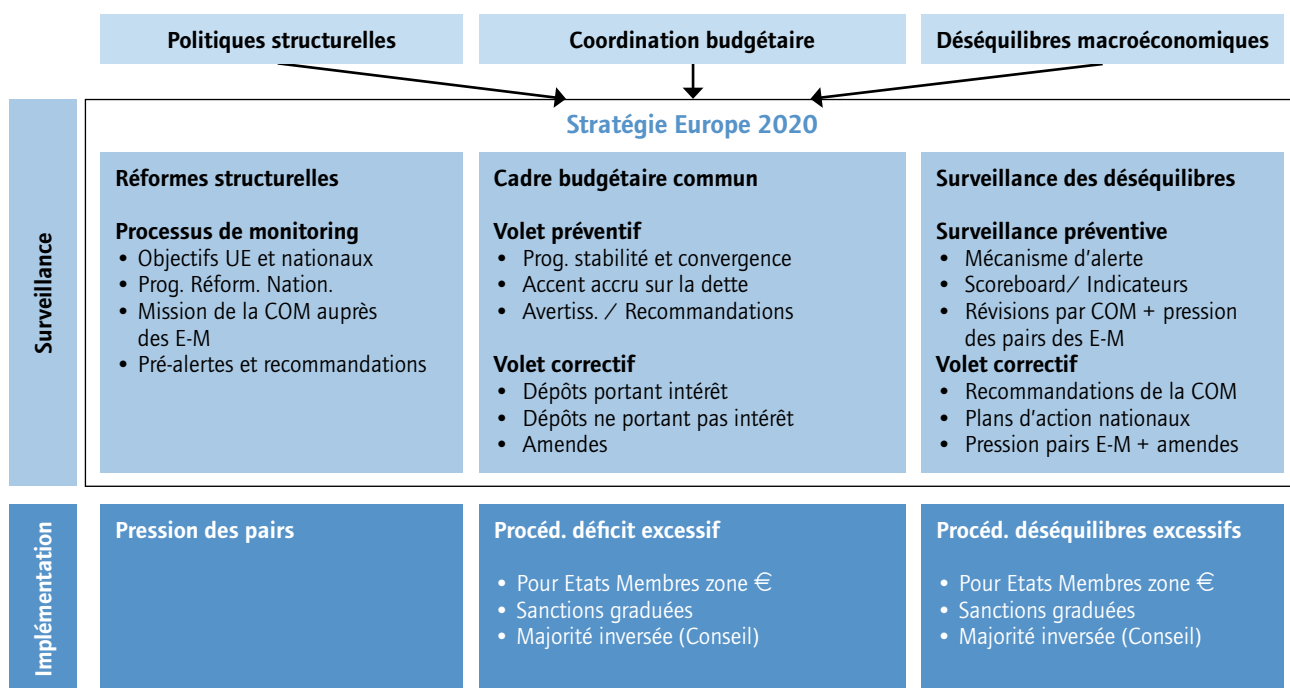 Politiques structurelles
Coordination budgétaire
Déséquilibres macroéconomiques
Surveillance
Stratégie Europe 2020
Réformes structurelles
Processus de monitoring
• Objectifs UE et nationaux
• Prog. Réform. Nation.
• Mission de la COM auprès
des E-M
• Pré-alertes et recommandations
Cadre budgétaire commun
Volet préventif
• Prog. stabilité et convergence
• Accent accru sur la dette
• Avertiss. / Recommandations
Volet correctif
• Dépôts portant intérêt
• Dépôts ne portant pas intérêt
• Amendes
Surveillance des déséquilibres
Surveillance préventive
• Mécanisme d'alerte
• Scoreboard/ Indicateurs
• Révisions par COM + pression
des pairs des E-M
Volet correctif
• Recommandations de la COM
• Plans d'action nationaux
• Pression pairs E-M + amendes
Implémentation
Pression des pairs
Procéd. déficit excessif
• Pour Etats Membres zone €
• Sanctions graduées
• Majorité inversée (Conseil)
Procéd. déséquilibres excessifs
• Pour Etats Membres zone €
• Sanctions graduées
• Majorité inversée (Conseil)